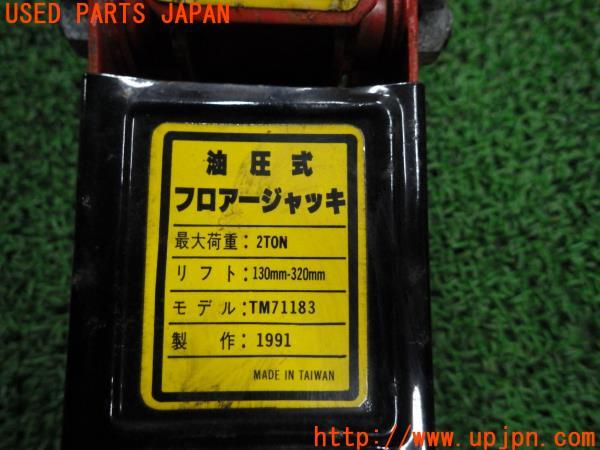 USED PARTS JAPAN
油圧式
フロアージャッキ
最大荷重：2TON
リフト：130mm-320mm
モデル：TM71183
製作：1991
MADE IN TAIWAN
http://www.upjpn.com